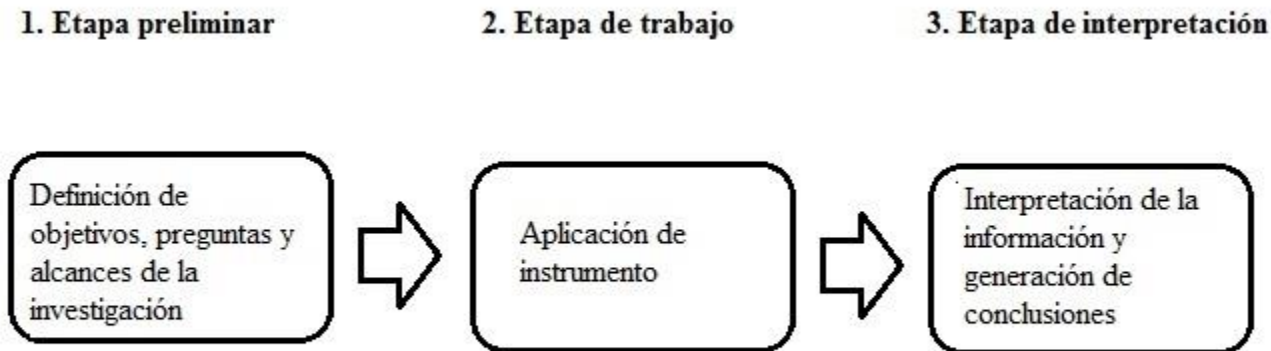 1. Etapa preliminar
2. Etapa de trabajo
3. Etapa de interpretación
Definición de
objetivos, preguntas y
alcances de la
investigación
Aplicación de
instrumento
Interpretación de la
información y
generación de
conclusiones